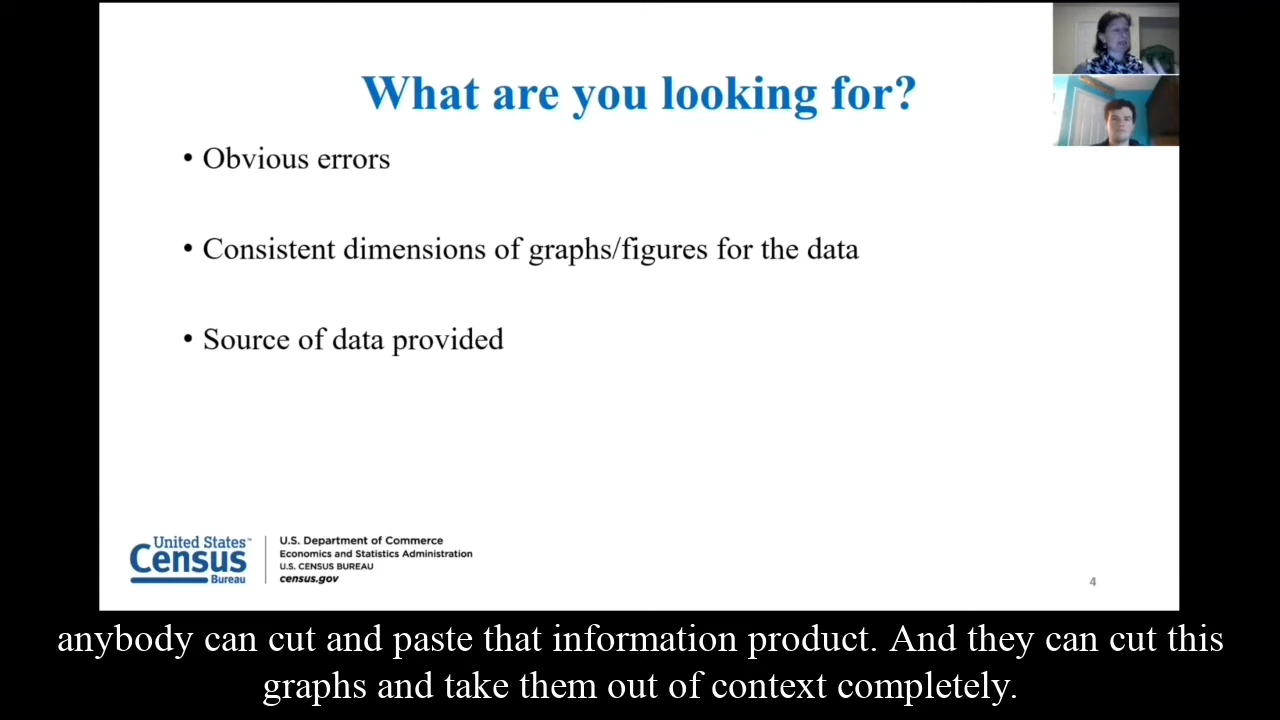 What are you looking for?
• Obvious errors
• Consistent dimensions of graphs/figures for the data
• Source of data provided
United States™
Census
Bureau
U.S. Department of Commerce
Economics and Statistics Administration
U.S. CENSUS BUREAU
census.gov
4
anybody can cut and paste that information product. And they can cut this
graphs and take them out of context completely.